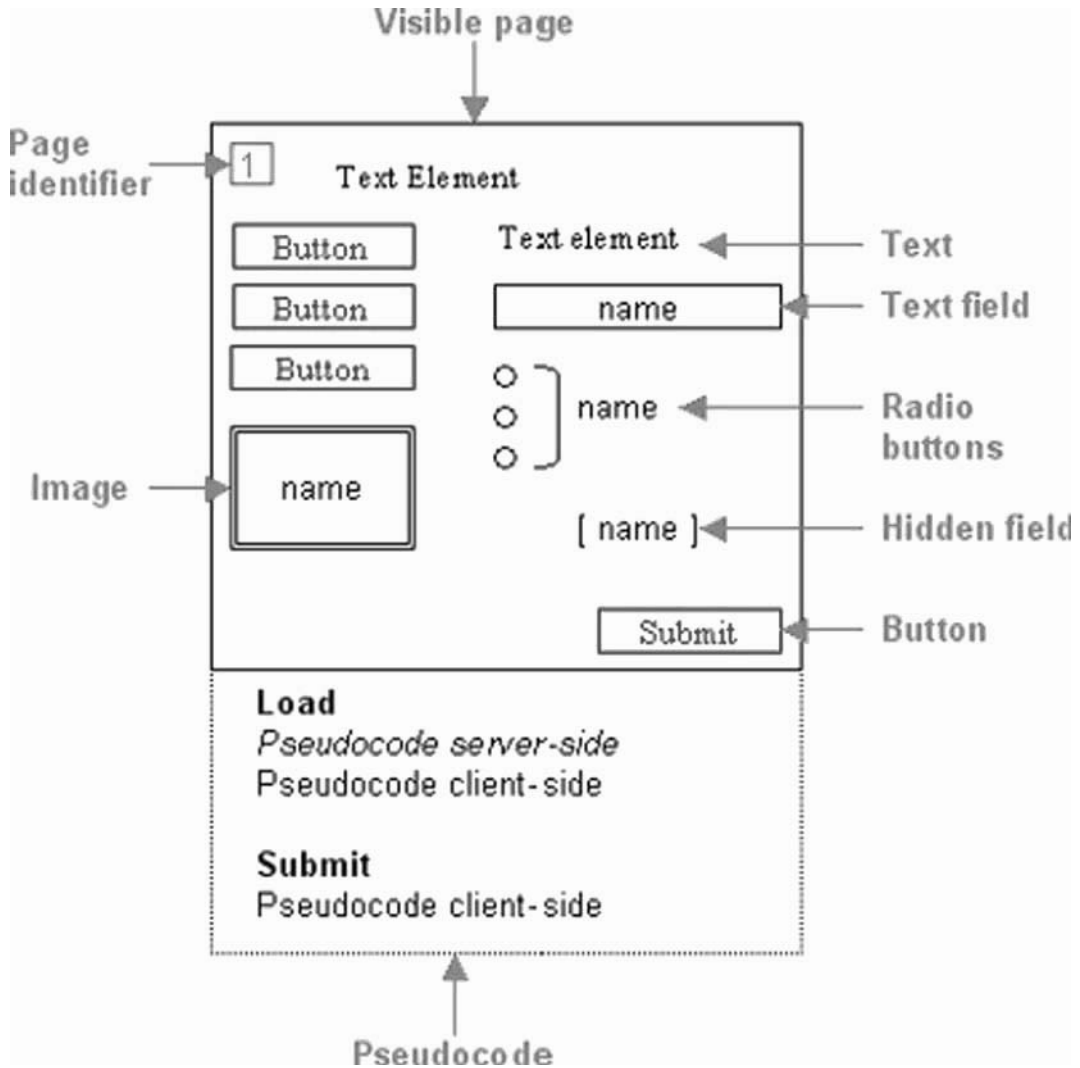 Visible page
Page
identifier
1
Text Element
Button
Text element
Text
Button
name
Text field
Button
name
Radio
buttons
Image
name
[ name ]
Hidden field
Submit
Button
Load
Pseudocode server-side
Pseudocode client-side
Submit
Pseudocode client-side
Pseudocode